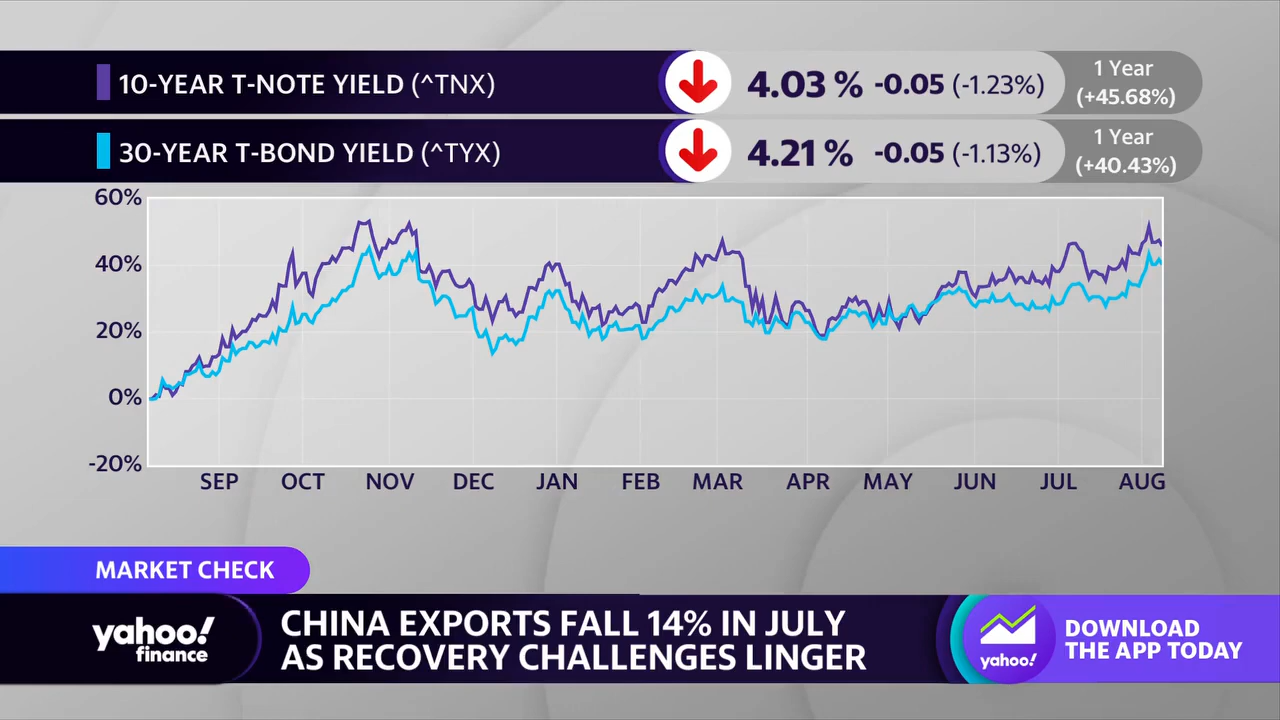 10-YEAR T-NOTE YIELD (^TNX)
4.03 % -0.05 (-1.23%)
1 Year
(+45.68%)
30-YEAR T-BOND YIELD (^TYX)
4.21 % -0.05 (-1.13%)
1 Year
(+40.43%)
60%
40%
20%
0%
-20%
SEP OCT NOV DEC JAN FEB MAR APR MAY JUN JUL AUG
MARKET CHECK
yahoo!
finance
CHINA EXPORTS FALL 14% IN JULY
AS RECOVERY CHALLENGES LINGER
yahoo!
DOWNLOAD
THE APP TODAY